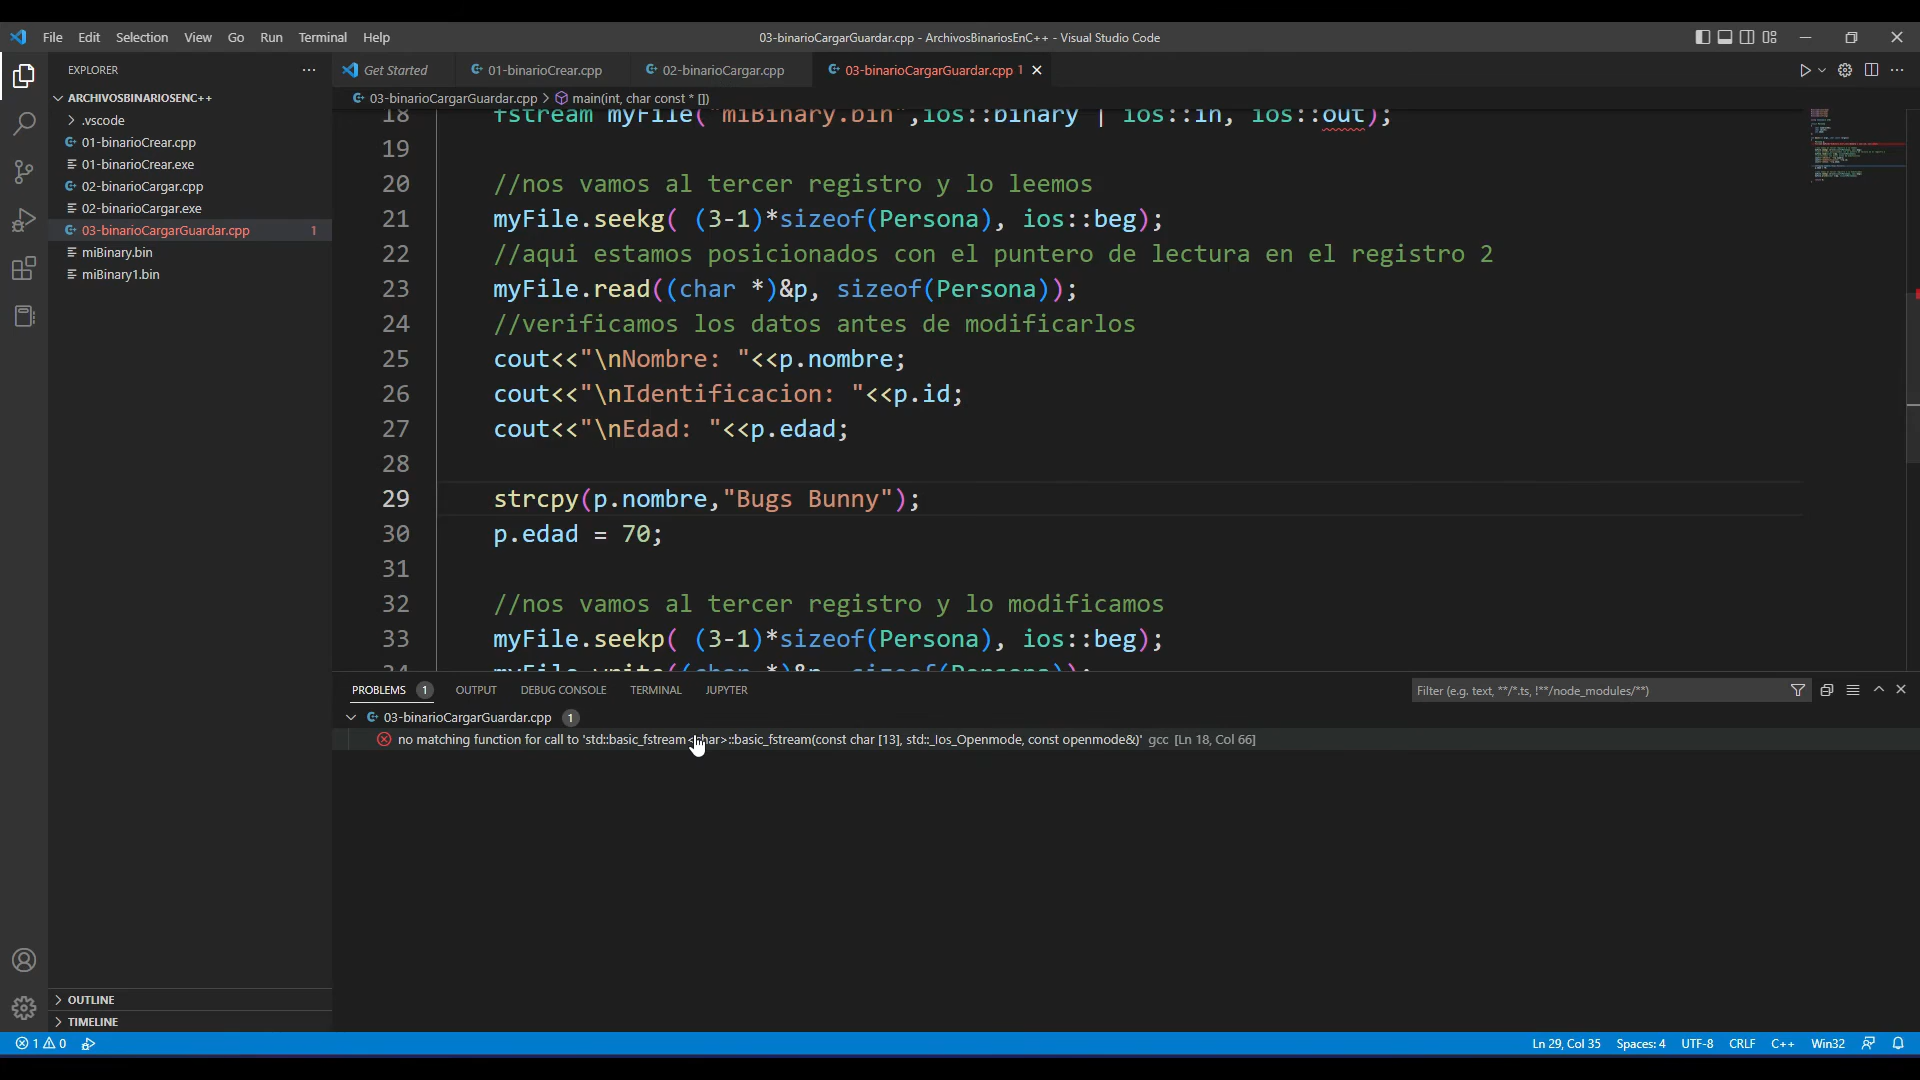 File Edit Selection View Go Run Terminal Help
03-binarioCargarGuardar.cpp - ArchivosBinariosEnC++ - Visual Studio Code
EXPLORER
ARCHIVOSBINARIOSENC++
.vscode
01-binarioCrear.cpp
01-binarioCrear.exe
02-binarioCargar.cpp
02-binarioCargar.exe
03-binarioCargarGuardar.cpp 1
miBinary.bin
miBinary1.bin
OUTLINE
TIMELINE
Get Started 01-binarioCrear.cpp 02-binarioCargar.cpp 03-binarioCargarGuardar.cpp 1
03-binarioCargarGuardar.cpp > main(int, char const * [])
18 fstream myFile("miBinary.bin",ios::binary | ios::in, ios::out);
19
20 //nos vamos al tercer registro y lo leemos
21 myFile.seekg( (3-1)*sizeof(Persona), ios::beg);
22 //aqui estamos posicionados con el puntero de lectura en el registro 2
23 myFile.read((char *)&p, sizeof(Persona));
24 //verificamos los datos antes de modificarlos
25 cout<<"\nNombre: "<<p.nombre;
26 cout<<"\nIdentificacion: "<<p.id;
27 cout<<"\nEdad: "<<p.edad;
28
29 strcpy(p.nombre,"Bugs Bunny");
30 p.edad = 70;
31
32 //nos vamos al tercer registro y lo modificamos
33 myFile.seekp( (3-1)*sizeof(Persona), ios::beg);
34 myFile.write((char *)&p, sizeof(Persona));
PROBLEMS 1 OUTPUT DEBUG CONSOLE TERMINAL JUPYTER
Filter (e.g. text, **/*.ts, !**/node_modules/**)
03-binarioCargarGuardar.cpp 1
no matching function for call to 'std::basic_fstream<char>::basic_fstream(const char [13], std::_Ios_Openmode, const openmode&)' gcc [Ln 18, Col 66]
1 0
Ln 29, Col 35 Spaces: 4 UTF-8 CRLF C++ Win32